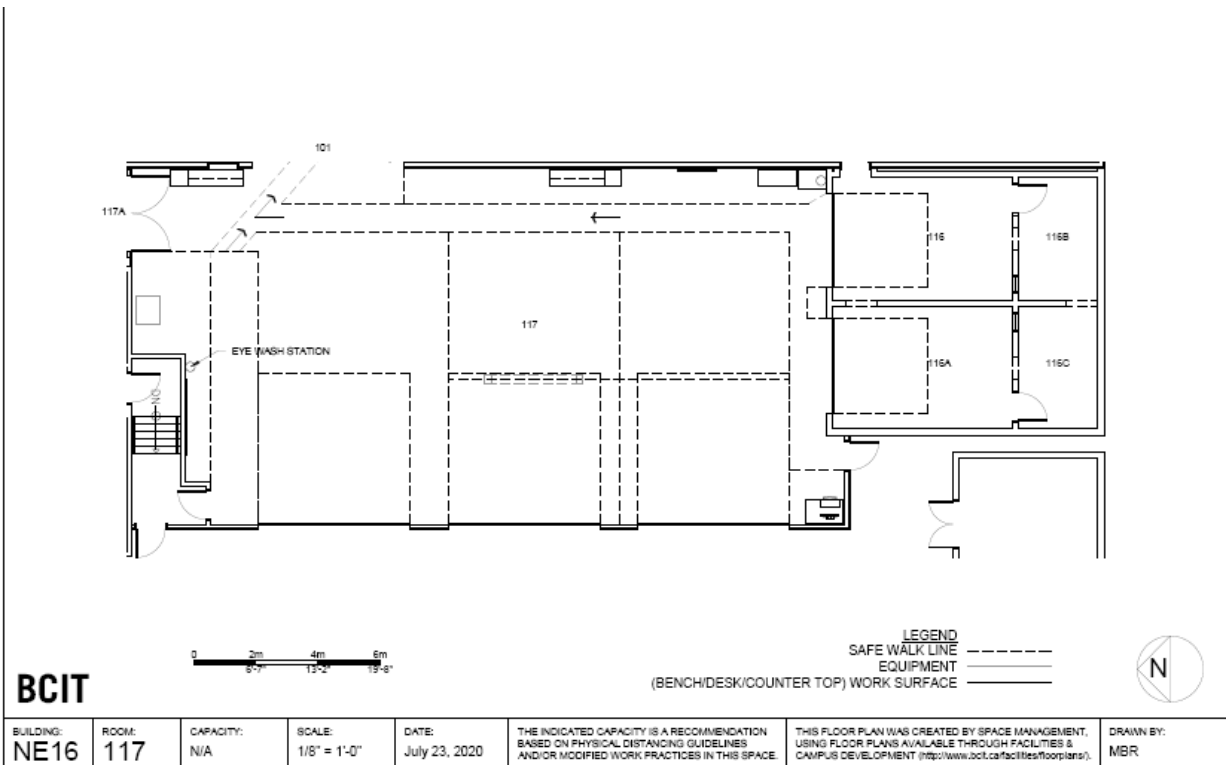 101
117A
116
116B
117
EYE WASH STATION
116A
116C
DN
0 2m 4m 6m
6'-7" 13'-2" 19'-8"
LEGEND
SAFE WALK LINE
EQUIPMENT
(BENCH/DESK/COUNTER TOP) WORK SURFACE
N
BCIT
BUILDING:
NE16
ROOM:
117
CAPACITY:
N/A
SCALE:
1/8" = 1'-0"
DATE:
July 23, 2020
THE INDICATED CAPACITY IS A RECOMMENDATION
BASED ON PHYSICAL DISTANCING GUIDELINES
AND/OR MODIFIED WORK PRACTICES IN THIS SPACE.
THIS FLOOR PLAN WAS CREATED BY SPACE MANAGEMENT,
USING FLOOR PLANS AVAILABLE THROUGH FACILITIES &
CAMPUS DEVELOPMENT (http://www.bcit.ca/facilities/floorplans/).
DRAWN BY:
MBR